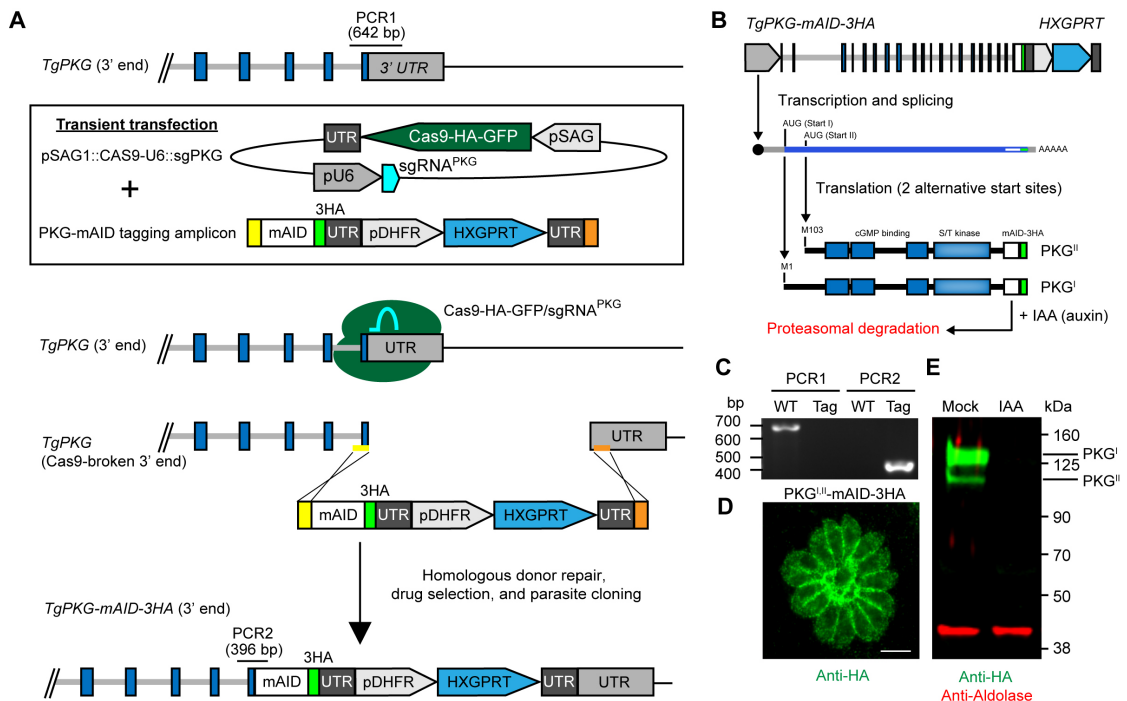 A
PCR1
(642 bp)
TgPKG (3' end)
3' UTR
Transient transfection
pSAG1::CAS9-U6::sgPKG
+
PKG-mAID tagging amplicon
UTR
Cas9-HA-GFP
pSAG
pU6
sgRNAPKG
3HA
mAID
UTR
pDHFR
HXGPRT
UTR
Cas9-HA-GFP/sgRNAPKG
TgPKG (3' end)
UTR
TgPKG
(Cas9-broken 3' end)
UTR
3HA
mAID
UTR
pDHFR
HXGPRT
UTR
Homologous donor repair,
drug selection, and parasite cloning
TgPKG-mAID-3HA (3' end)
PCR2
(396 bp)
3HA
mAID
UTR
pDHFR
HXGPRT
UTR
UTR
B
TgPKG-mAID-3HA
HXGPRT
Transcription and splicing
AUG (Start I)
AUG (Start II)
AAAAA
Translation (2 alternative start sites)
M103
cGMP binding
S/T kinase
mAID-3HA
PKGII
M1
PKGI
+ IAA (auxin)
Proteasomal degradation
C
PCR1
PCR2
bp
WT
Tag
WT
Tag
700
600
500
400
D
PKGI,II-mAID-3HA
Anti-HA
E
Mock
IAA
kDa
160
PKGI
125
PKGII
90
70
50
38
Anti-HA
Anti-Aldolase